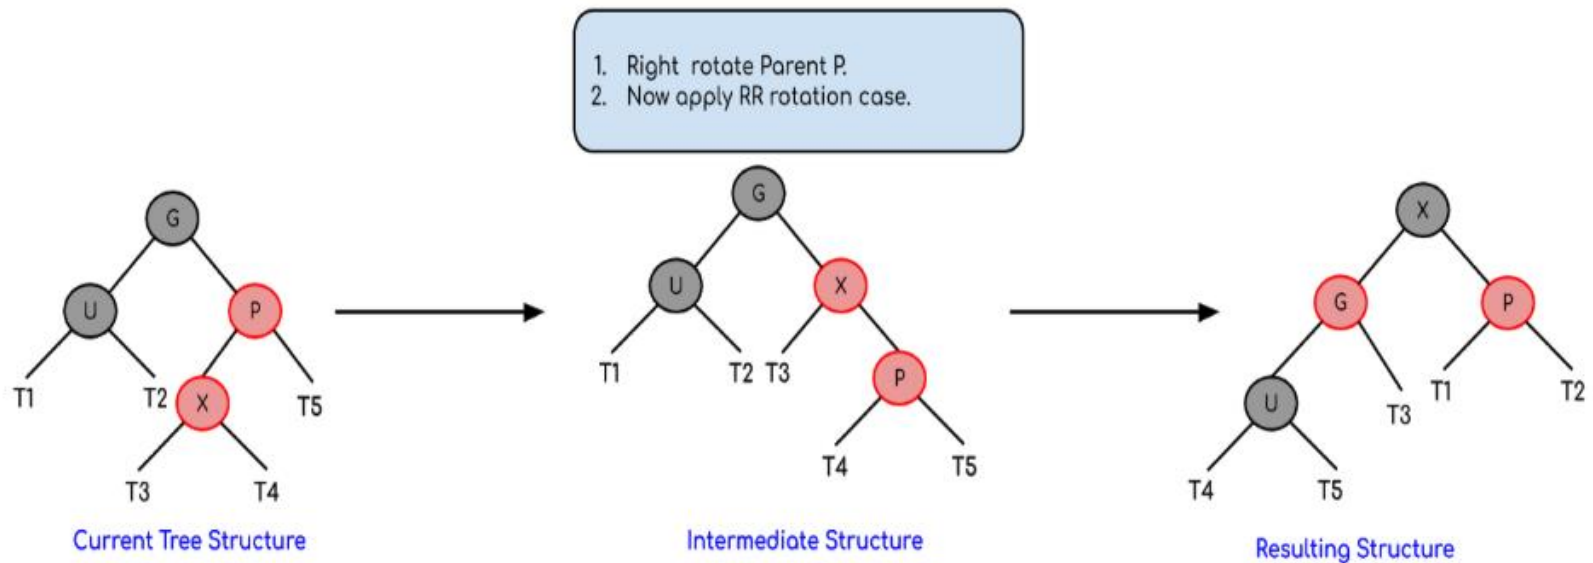 1. Right rotate Parent P.
2. Now apply RR rotation case.
G
U
P
T1
T2
X
T5
T3
T4
Current Tree Structure
G
U
X
T1
T2
T3
P
T4
T5
Intermediate Structure
X
G
P
U
T3
T1
T2
T4
T5
Resulting Structure